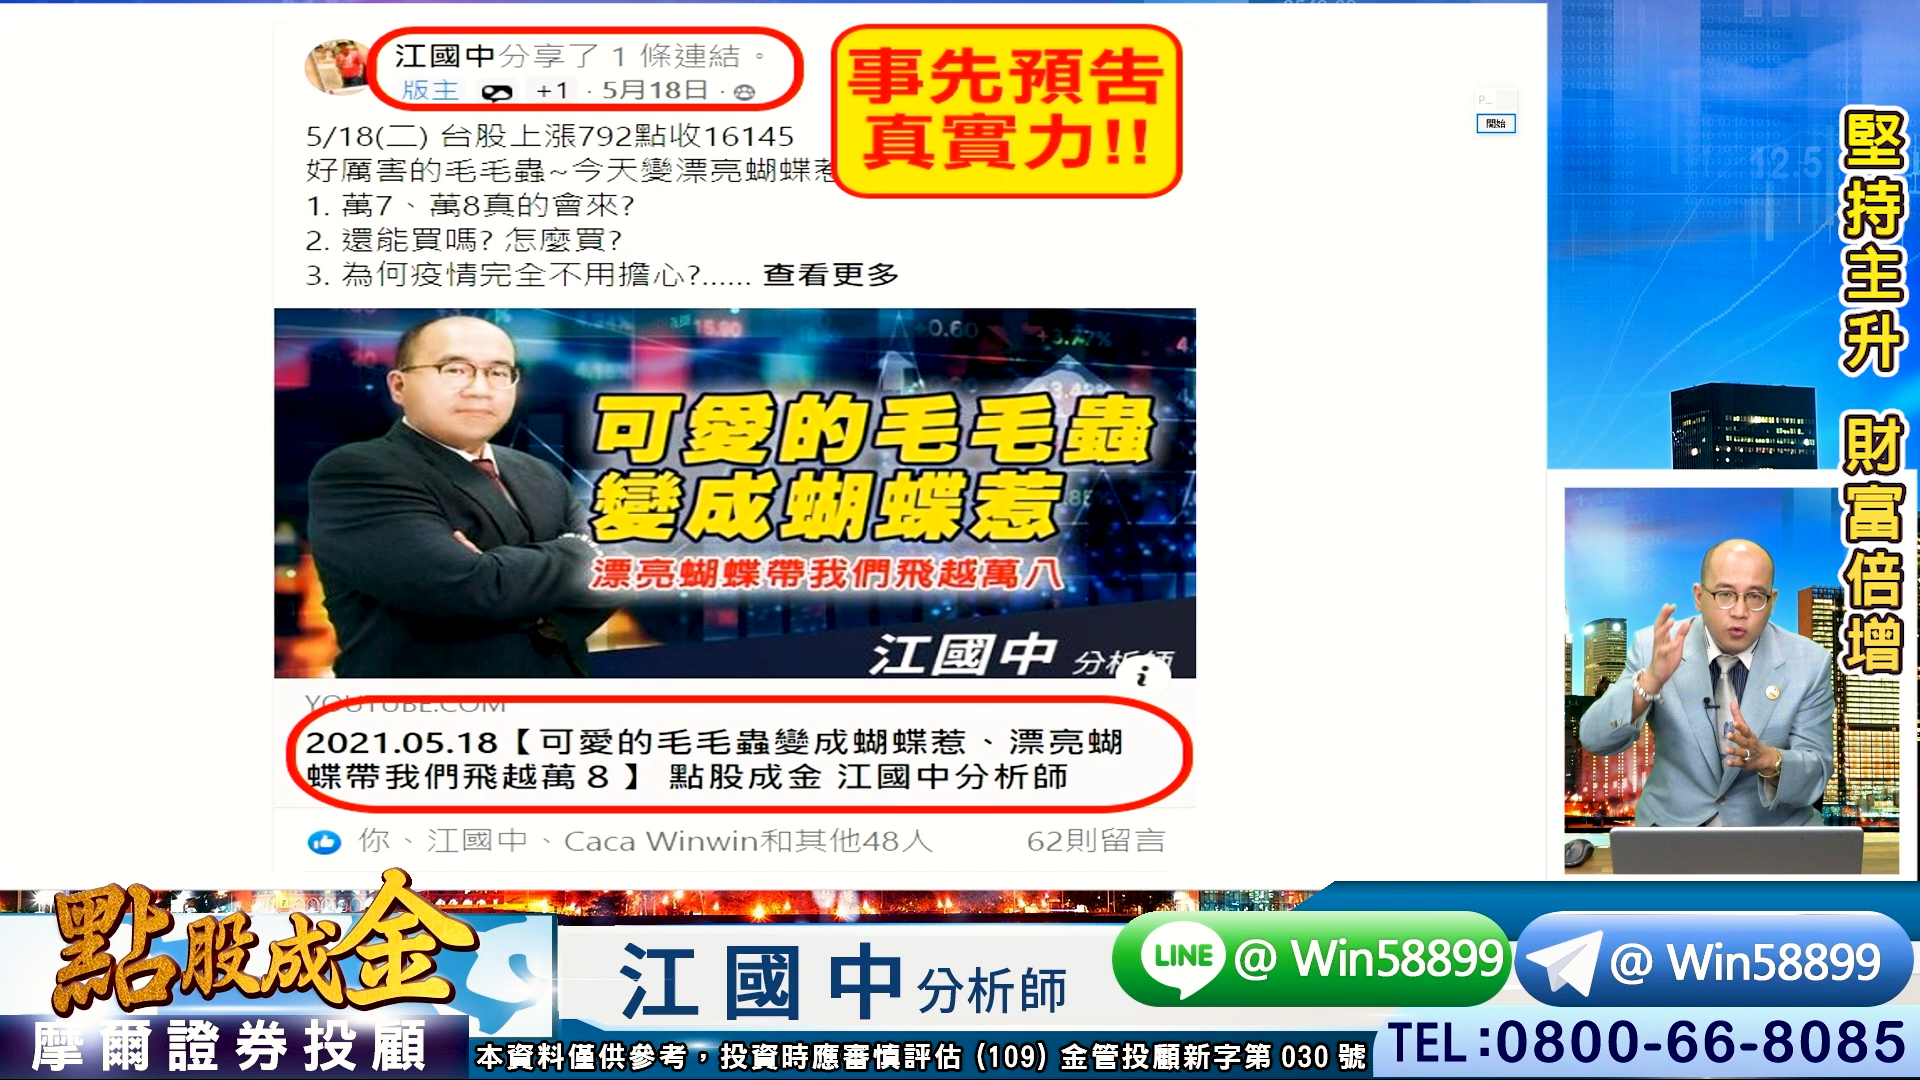 江國中分享了 1 條連結。
版主 +1 · 5月18日 ·
事先預告
真實力!!
5/18(二) 台股上漲792點收16145
好厲害的毛毛蟲~今天變漂亮蝴蝶惹
1. 萬7、萬8真的會來?
2. 還能買嗎? 怎麼買?
3. 為何疫情完全不用擔心?...... 查看更多
可愛的毛毛蟲
變成蝴蝶惹
漂亮蝴蝶帶我們飛越萬八
江國中 分析師
YOUTUBE.COM
2021.05.18【可愛的毛毛蟲變成蝴蝶惹、漂亮蝴
蝶帶我們飛越萬8】 點股成金 江國中分析師
你、江國中、Caca Winwin和其他48人
62則留言
P...
開始
堅持主升 財富倍增
點股成金
摩爾證券投顧
江國中分析師
LINE @ Win58899
@ Win58899
本資料僅供參考，投資時應審慎評估 (109) 金管投顧新字第 030 號
TEL:0800-66-8085